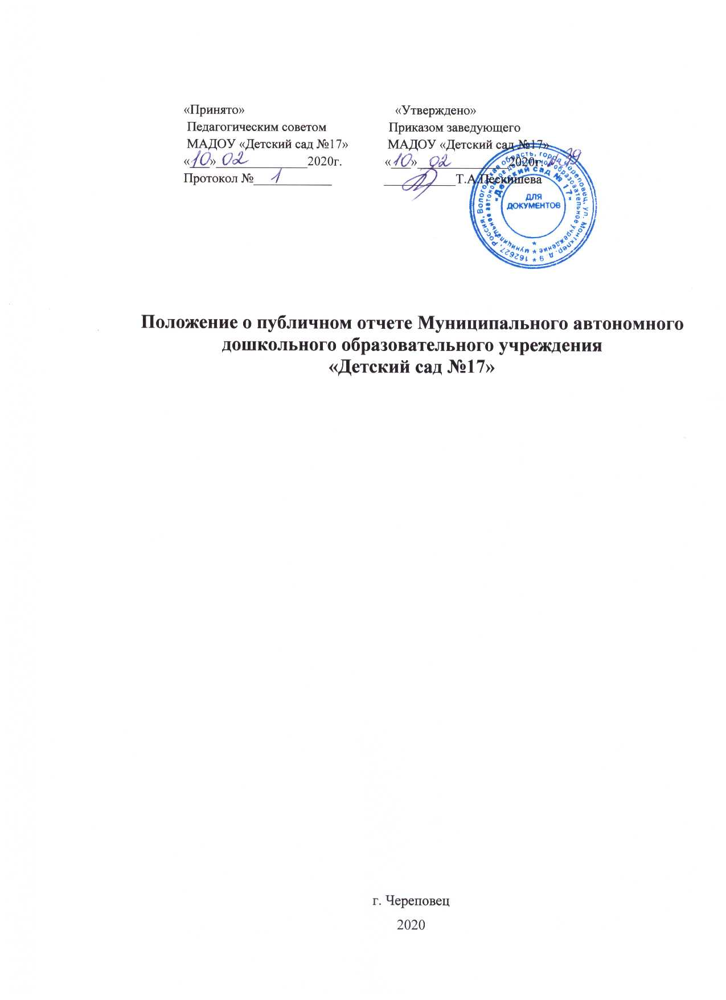 «Принято»
Педагогическим советом
МАДОУ «Детский сад №17»
«10» 02 2020г.
Протокол № 1
«Утверждено»
Приказом заведующего
МАДОУ «Детский сад №17»
«10» 02 2020г. № 39
Т.А.Пескишева
162627, Россия, Вологодская область, город Череповец, ул. Монтклер, д. 9 *
муниципальное автономное дошкольное образовательное учреждение *
«Детский сад № 17»
ДЛЯ
ДОКУМЕНТОВ
Положение о публичном отчете Муниципального автономного
дошкольного образовательного учреждения
«Детский сад №17»
г. Череповец
2020